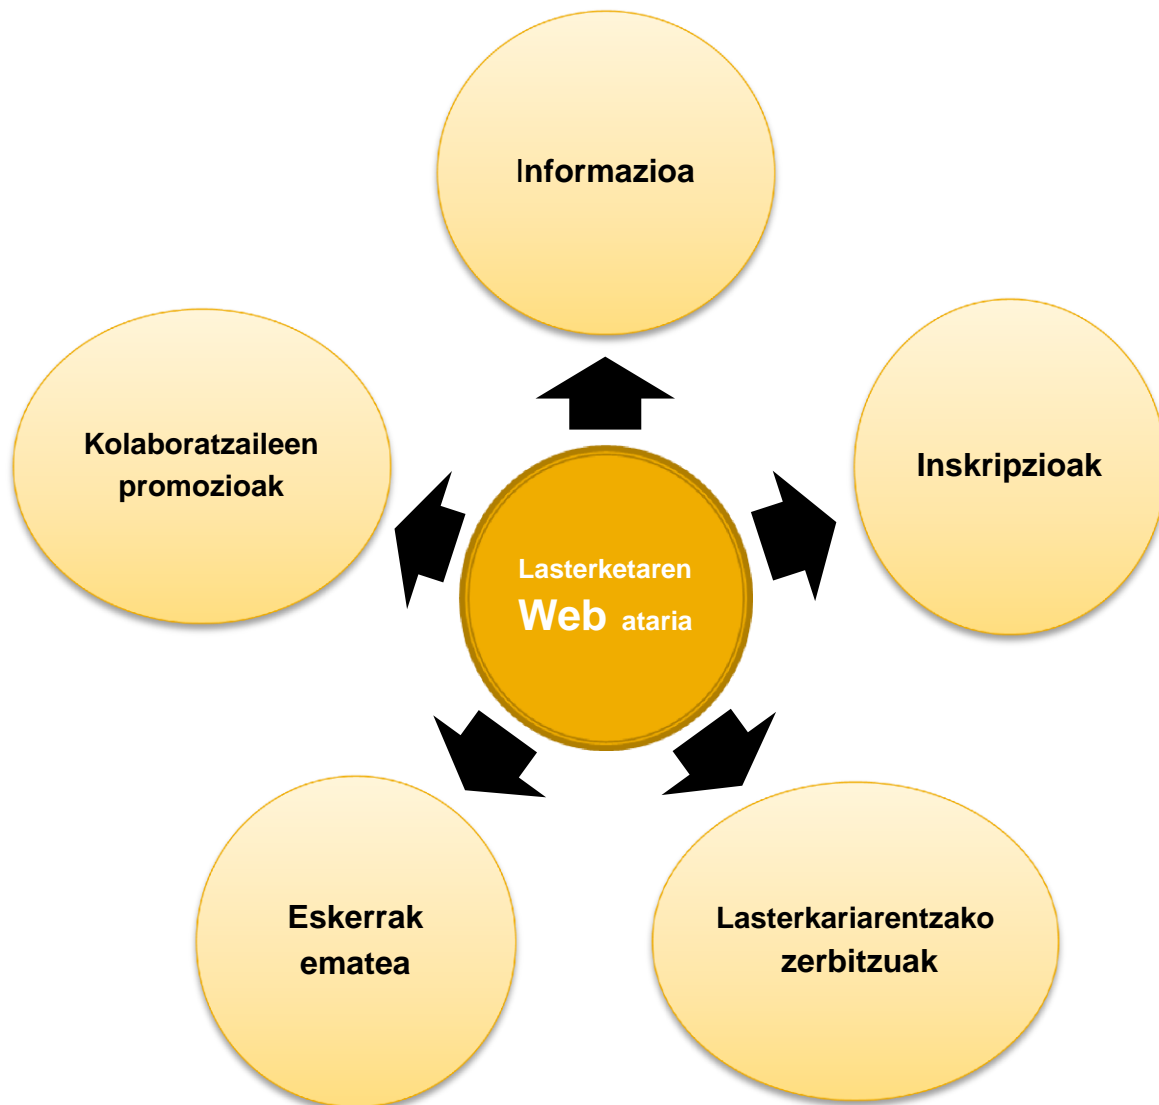 Informazioa
Kolaboratzaileen
promozioak
Inskripzioak
Lasterketaren
Web ataria
Eskerrak
ematea
Lasterkariarentzako
zerbitzuak